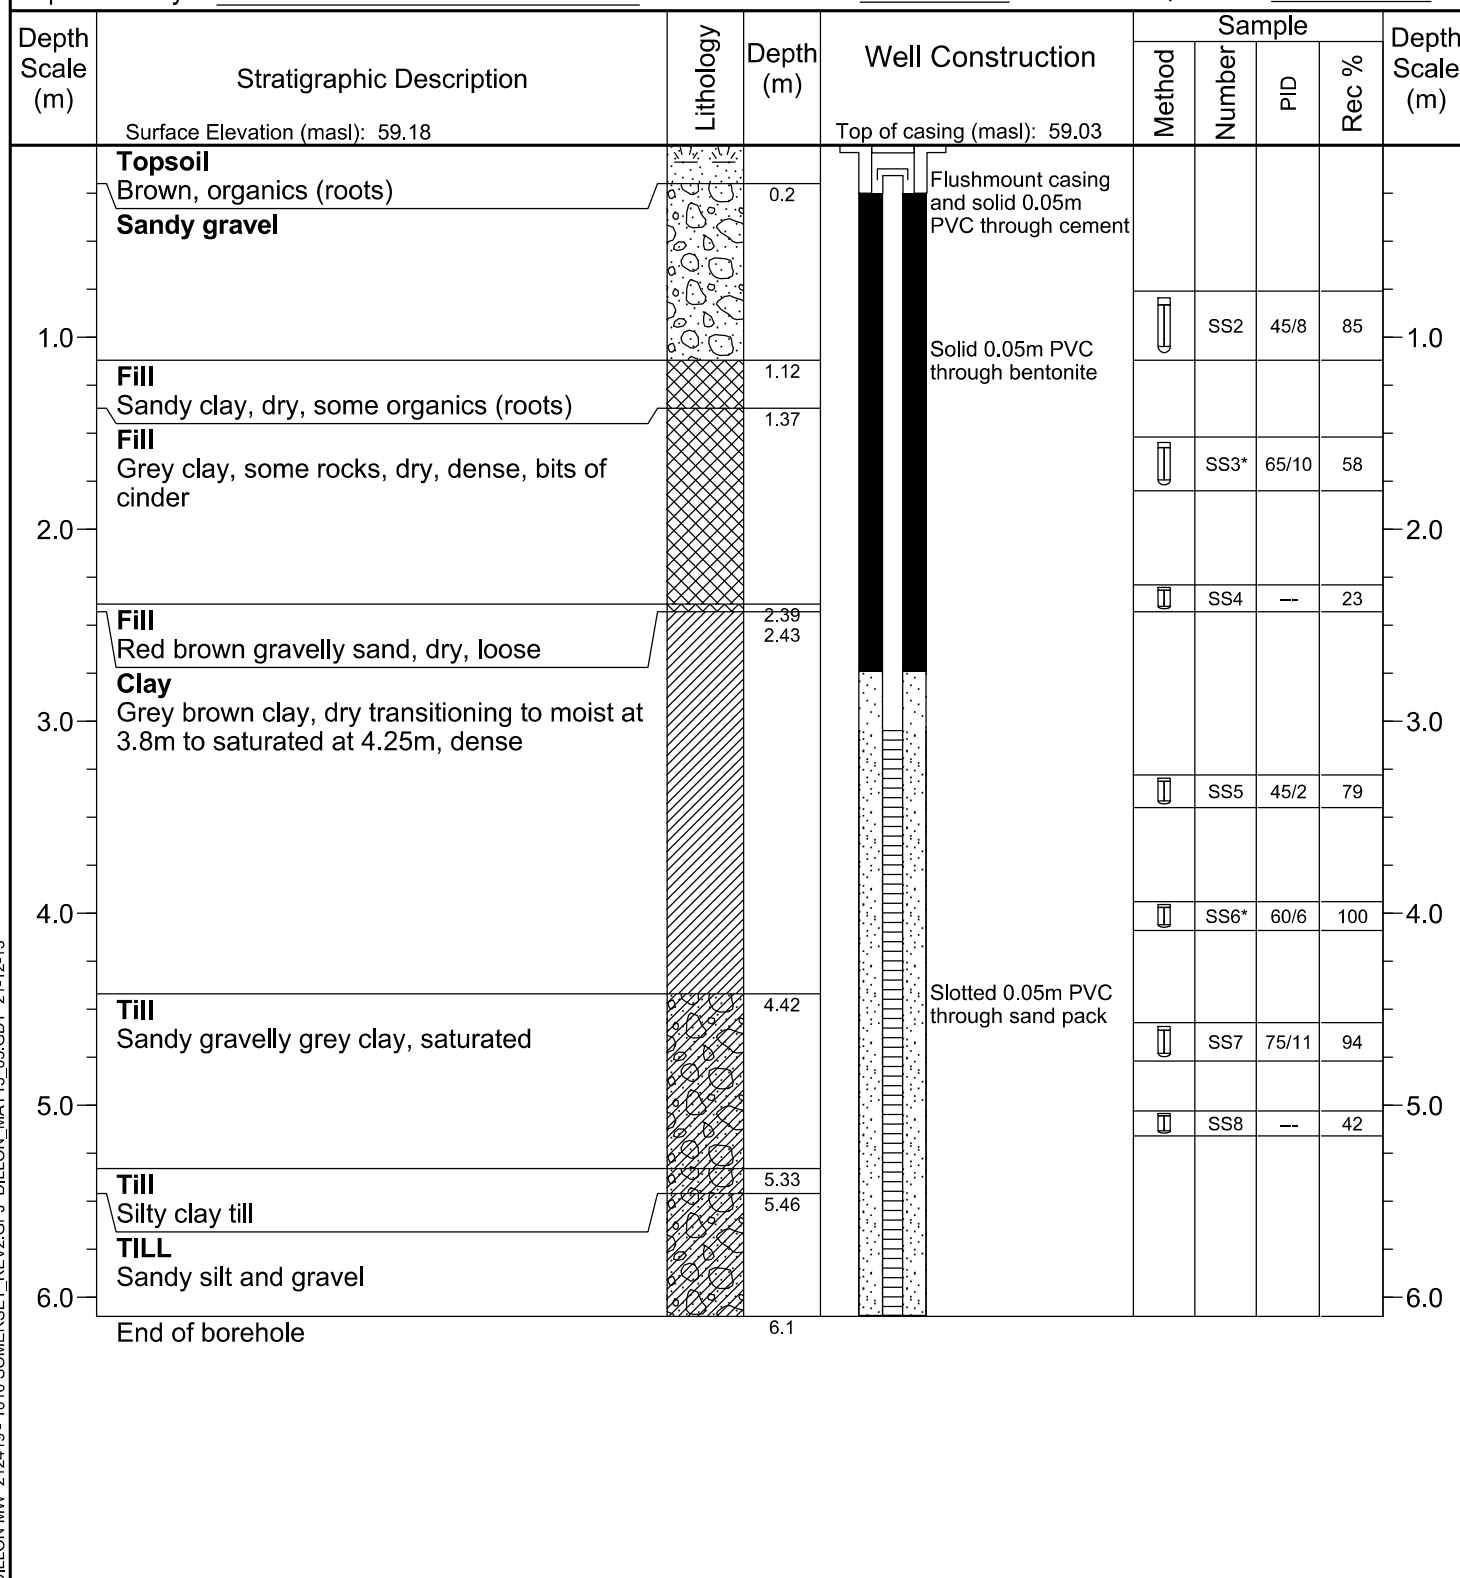 Depth Scale (m)
Stratigraphic Description
Surface Elevation (masl): 59.18
Lithology
Depth (m)
Well Construction
Top of casing (masl): 59.03
Sample
Method
Number
PID
Rec %
Depth Scale (m)
Topsoil
Brown, organics (roots)
0.2
Sandy gravel
Flushmount casing
and solid 0.05m
PVC through cement
SS2 45/8 85
1.0
1.0
Solid 0.05m PVC
through bentonite
Fill
1.12
Sandy clay, dry, some organics (roots)
1.37
Fill
Grey clay, some rocks, dry, dense, bits of
cinder
SS3* 65/10 58
2.0
2.0
SS4 --- 23
Fill
2.39
2.43
Red brown gravelly sand, dry, loose
Clay
Grey brown clay, dry transitioning to moist at
3.8m to saturated at 4.25m, dense
3.0
3.0
SS5 45/2 79
4.0
SS6* 60/6 100
4.0
Till
4.42
Slotted 0.05m PVC
through sand pack
Sandy gravelly grey clay, saturated
SS7 75/11 94
5.0
5.0
SS8 --- 42
Till
5.33
Silty clay till
5.46
TILL
Sandy silt and gravel
6.0
6.0
End of borehole
6.1